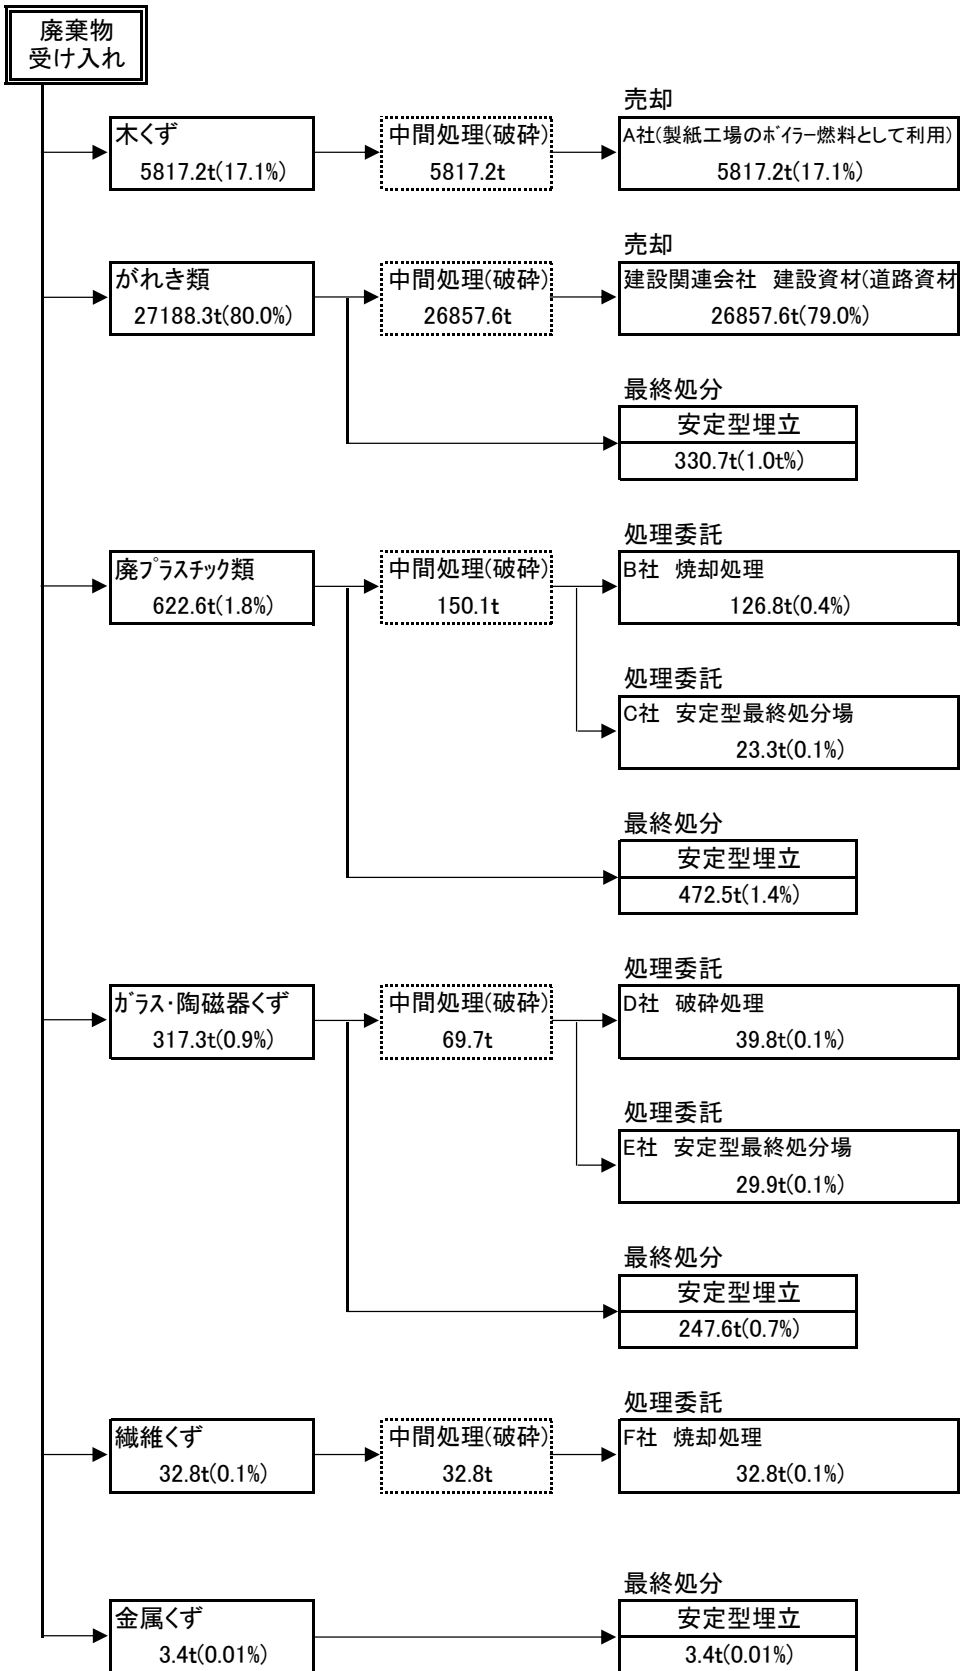 廃棄物
受け入れ
売却
木くず
5817.2t(17.1%)
中間処理(破砕)
5817.2t
A社(製紙工場のボイラー燃料として利用)
5817.2t(17.1%)
売却
がれき類
27188.3t(80.0%)
中間処理(破砕)
26857.6t
建設関連会社　建設資材(道路資材
26857.6t(79.0%)
最終処分
安定型埋立
330.7t(1.0t%)
処理委託
廃プラスチック類
622.6t(1.8%)
中間処理(破砕)
150.1t
B社　焼却処理
126.8t(0.4%)
処理委託
C社　安定型最終処分場
23.3t(0.1%)
最終処分
安定型埋立
472.5t(1.4%)
処理委託
ガラス・陶磁器くず
317.3t(0.9%)
中間処理(破砕)
69.7t
D社　破砕処理
39.8t(0.1%)
処理委託
E社　安定型最終処分場
29.9t(0.1%)
最終処分
安定型埋立
247.6t(0.7%)
処理委託
繊維くず
32.8t(0.1%)
中間処理(破砕)
32.8t
F社　焼却処理
32.8t(0.1%)
最終処分
金属くず
3.4t(0.01%)
安定型埋立
3.4t(0.01%)